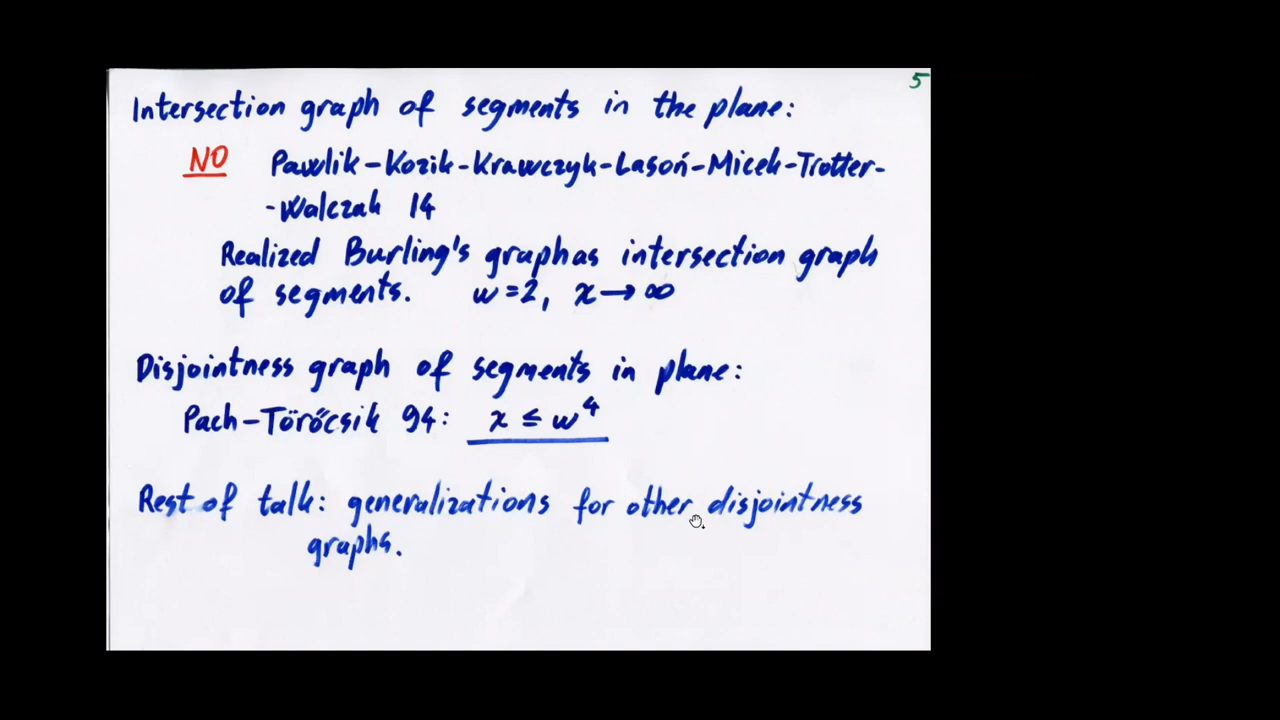 5
Intersection graph of segments in the plane:
NO Pawlik-Kozik-Krawczyk-Lasoń-Micek-Trotter-
-Walczak 14
Realized Burling's graph as intersection graph
of segments. w=2, χ→∞
Disjointness graph of segments in plane:
Pach-Törőcsik 94: χ ≤ w⁴
Rest of talk: generalizations for other disjointness
graphs.